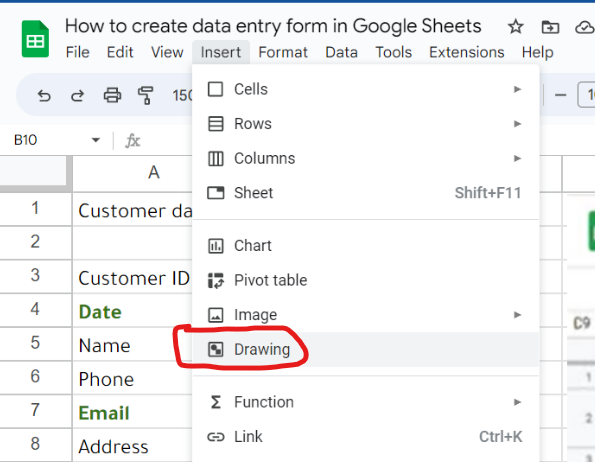 How to create data entry form in Google Sheets
File Edit View Insert Format Data Tools Extensions Help
150
B10 fx
A
1 Customer da
2
3 Customer ID
4 Date
5 Name
6 Phone
7 Email
8 Address
Cells
Rows
Columns
Sheet Shift+F11
Chart
Pivot table
Image
Drawing
Function
Link Ctrl+K
C9
1
2